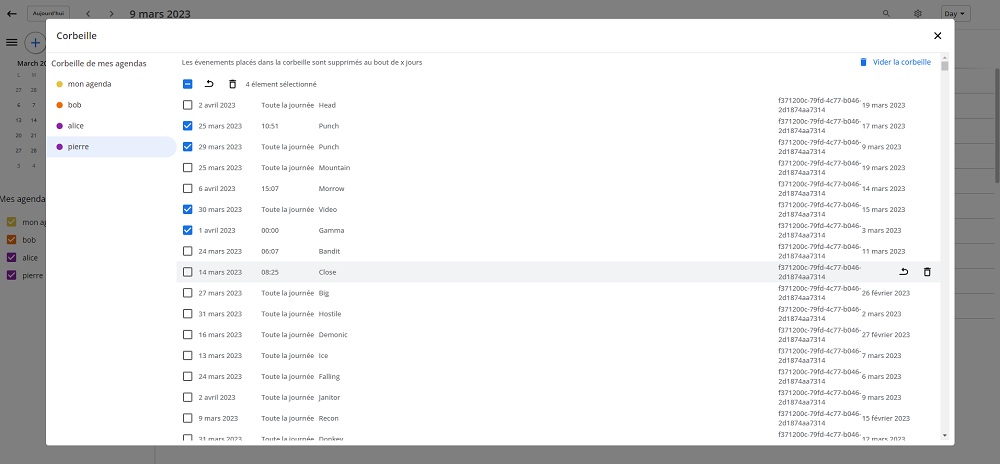 Aujourd'hui
9 mars 2023
Day
Corbeille
Corbeille de mes agendas
mon agenda
bob
alice
pierre
Les évenements placés dans la corbeille sont supprimés au bout de x jours
Vider la corbeille
4 élement sélectionné
2 avril 2023 Toute la journée Head f371200c-79fd-4c77-b046-2d1874aa7314 19 mars 2023
25 mars 2023 10:51 Punch f371200c-79fd-4c77-b046-2d1874aa7314 17 mars 2023
29 mars 2023 Toute la journée Punch f371200c-79fd-4c77-b046-2d1874aa7314 9 mars 2023
25 mars 2023 Toute la journée Mountain f371200c-79fd-4c77-b046-2d1874aa7314 19 mars 2023
6 avril 2023 15:07 Morrow f371200c-79fd-4c77-b046-2d1874aa7314 14 mars 2023
30 mars 2023 Toute la journée Video f371200c-79fd-4c77-b046-2d1874aa7314 15 mars 2023
1 avril 2023 00:00 Gamma f371200c-79fd-4c77-b046-2d1874aa7314 3 mars 2023
24 mars 2023 06:07 Bandit f371200c-79fd-4c77-b046-2d1874aa7314 11 mars 2023
14 mars 2023 08:25 Close f371200c-79fd-4c77-b046-2d1874aa7314
27 mars 2023 Toute la journée Big f371200c-79fd-4c77-b046-2d1874aa7314 26 février 2023
31 mars 2023 Toute la journée Hostile f371200c-79fd-4c77-b046-2d1874aa7314 2 mars 2023
16 mars 2023 Toute la journée Demonic f371200c-79fd-4c77-b046-2d1874aa7314 27 février 2023
13 mars 2023 Toute la journée Ice f371200c-79fd-4c77-b046-2d1874aa7314 7 mars 2023
24 mars 2023 Toute la journée Falling f371200c-79fd-4c77-b046-2d1874aa7314 6 mars 2023
2 avril 2023 Toute la journée Janitor f371200c-79fd-4c77-b046-2d1874aa7314 9 mars 2023
9 mars 2023 Toute la journée Recon f371200c-79fd-4c77-b046-2d1874aa7314 15 février 2023
31 mars 2023 Toute la journée Donkey f371200c-79fd-4c77-b046- 12 mars 2023
March 20
27 28
6 7
13 14
20 21
27 28
3 4
Mes agenda
mon ag
bob
alice
pierre